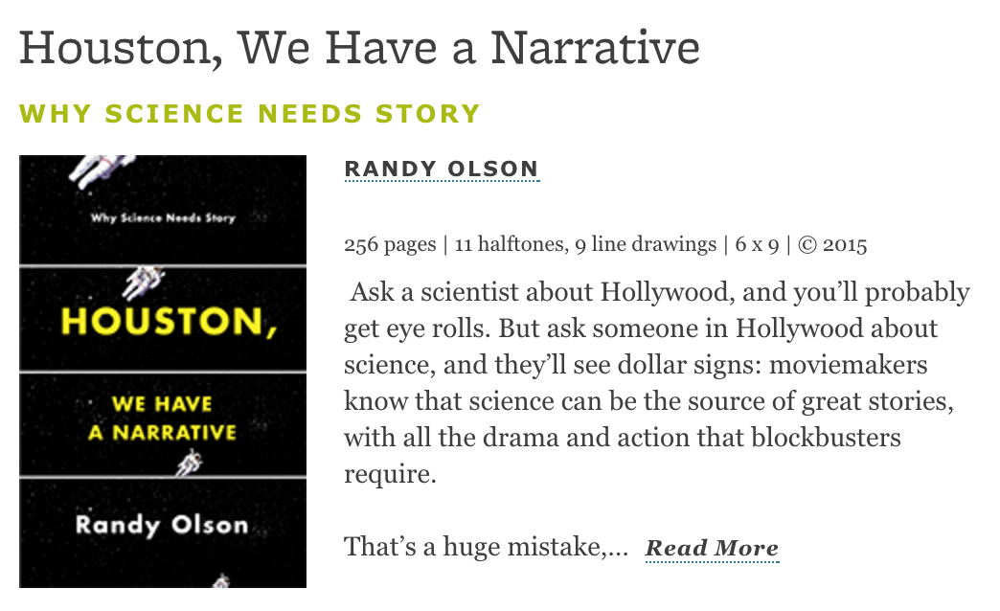 Houston, We Have a Narrative
WHY SCIENCE NEEDS STORY
Why Science Needs Story
HOUSTON,
WE HAVE
A NARRATIVE
Randy Olson
RANDY OLSON
256 pages | 11 halftones, 9 line drawings | 6 x 9 | © 2015
Ask a scientist about Hollywood, and you’ll probably
get eye rolls. But ask someone in Hollywood about
science, and they’ll see dollar signs: moviemakers
know that science can be the source of great stories,
with all the drama and action that blockbusters
require.
That’s a huge mistake,... Read More